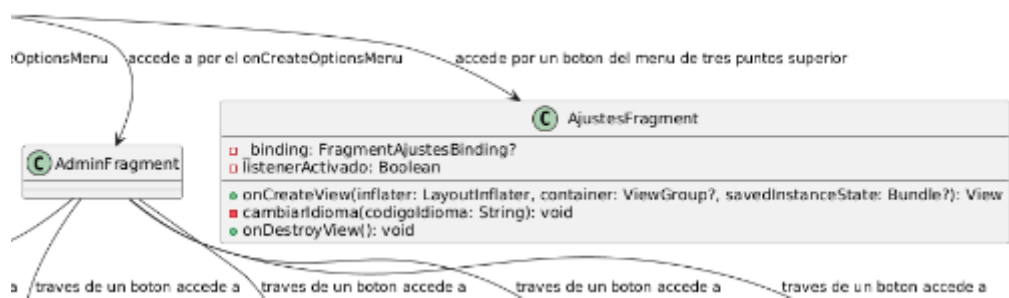 eOptionsMenu accede a por el onCreateOptionsMenu accede por un boton del menu de tres puntos superior
C AjustesFragment
C AdminFragment
_binding: FragmentAjustesBinding?
listenerActivado: Boolean
onCreateView(inflater: LayoutInflater, container: ViewGroup?, savedInstanceState: Bundle?): View
cambiarIdioma(codigoIdioma: String): void
onDestroyView(): void
a traves de un boton accede a traves de un boton accede a traves de un boton accede a traves de un boton accede a